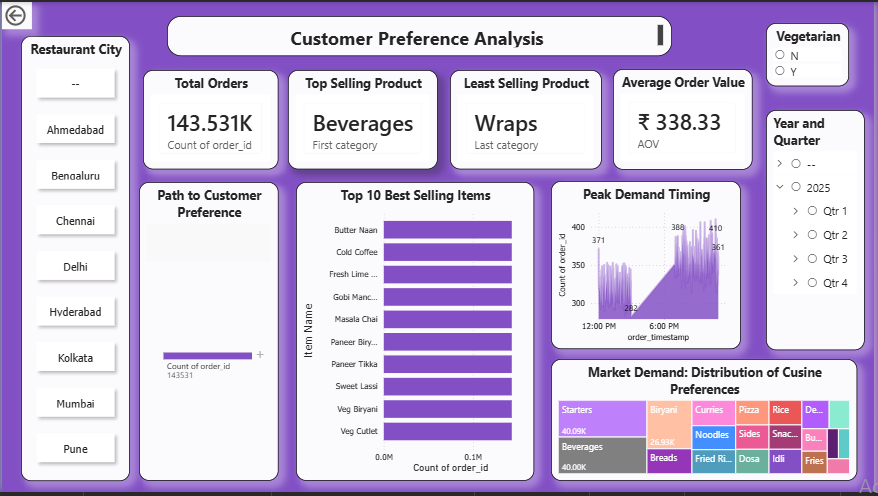 Customer Preference Analysis
Restaurant City
--
Ahmedabad
Bengaluru
Chennai
Delhi
Hyderabad
Kolkata
Mumbai
Pune
Total Orders
143.531K
Count of order_id
Top Selling Product
Beverages
First category
Least Selling Product
Wraps
Last category
Average Order Value
₹ 338.33
AOV
Vegetarian
N
Y
Year and
Quarter
--
2025
Qtr 1
Qtr 2
Qtr 3
Qtr 4
Path to Customer
Preference
Count of order_id
143531
Top 10 Best Selling Items
Item Name
Butter Naan
Cold Coffee
Fresh Lime ...
Gobi Manc...
Masala Chai
Paneer Biry...
Paneer Tikka
Sweet Lassi
Veg Biryani
Veg Cutlet
0.0M 0.1M
Count of order_id
Peak Demand Timing
Count of order_id
400
350
300
371
282
388
410
361
12:00 PM 6:00 PM
order_timestamp
Market Demand: Distribution of Cusine
Preferences
Starters
40.09K
Beverages
40.00K
Biryani
26.93K
Breads
Curries
Noodles
Fried Ri...
Pizza
Sides
Dosa
Rice
Snac...
Idli
De...
Bu...
Fries